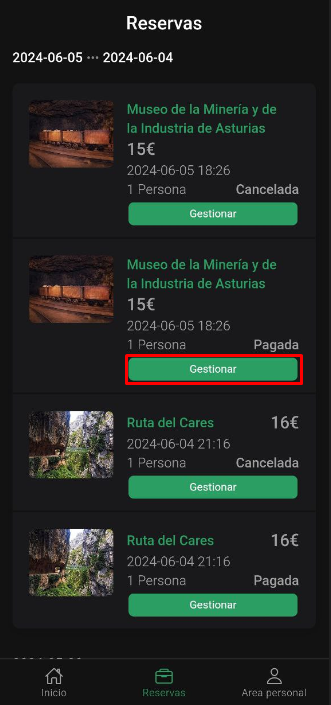 Reservas
2024-06-05 ··· 2024-06-04
Museo de la Minería y de
la Industria de Asturias
15€
2024-06-05 18:26
1 Persona Cancelada
Gestionar
Museo de la Minería y de
la Industria de Asturias
15€
2024-06-05 18:26
1 Persona Pagada
Gestionar
Ruta del Cares 16€
2024-06-04 21:16
1 Persona Cancelada
Gestionar
Ruta del Cares 16€
2024-06-04 21:16
1 Persona Pagada
Gestionar
Inicio Reservas Area personal